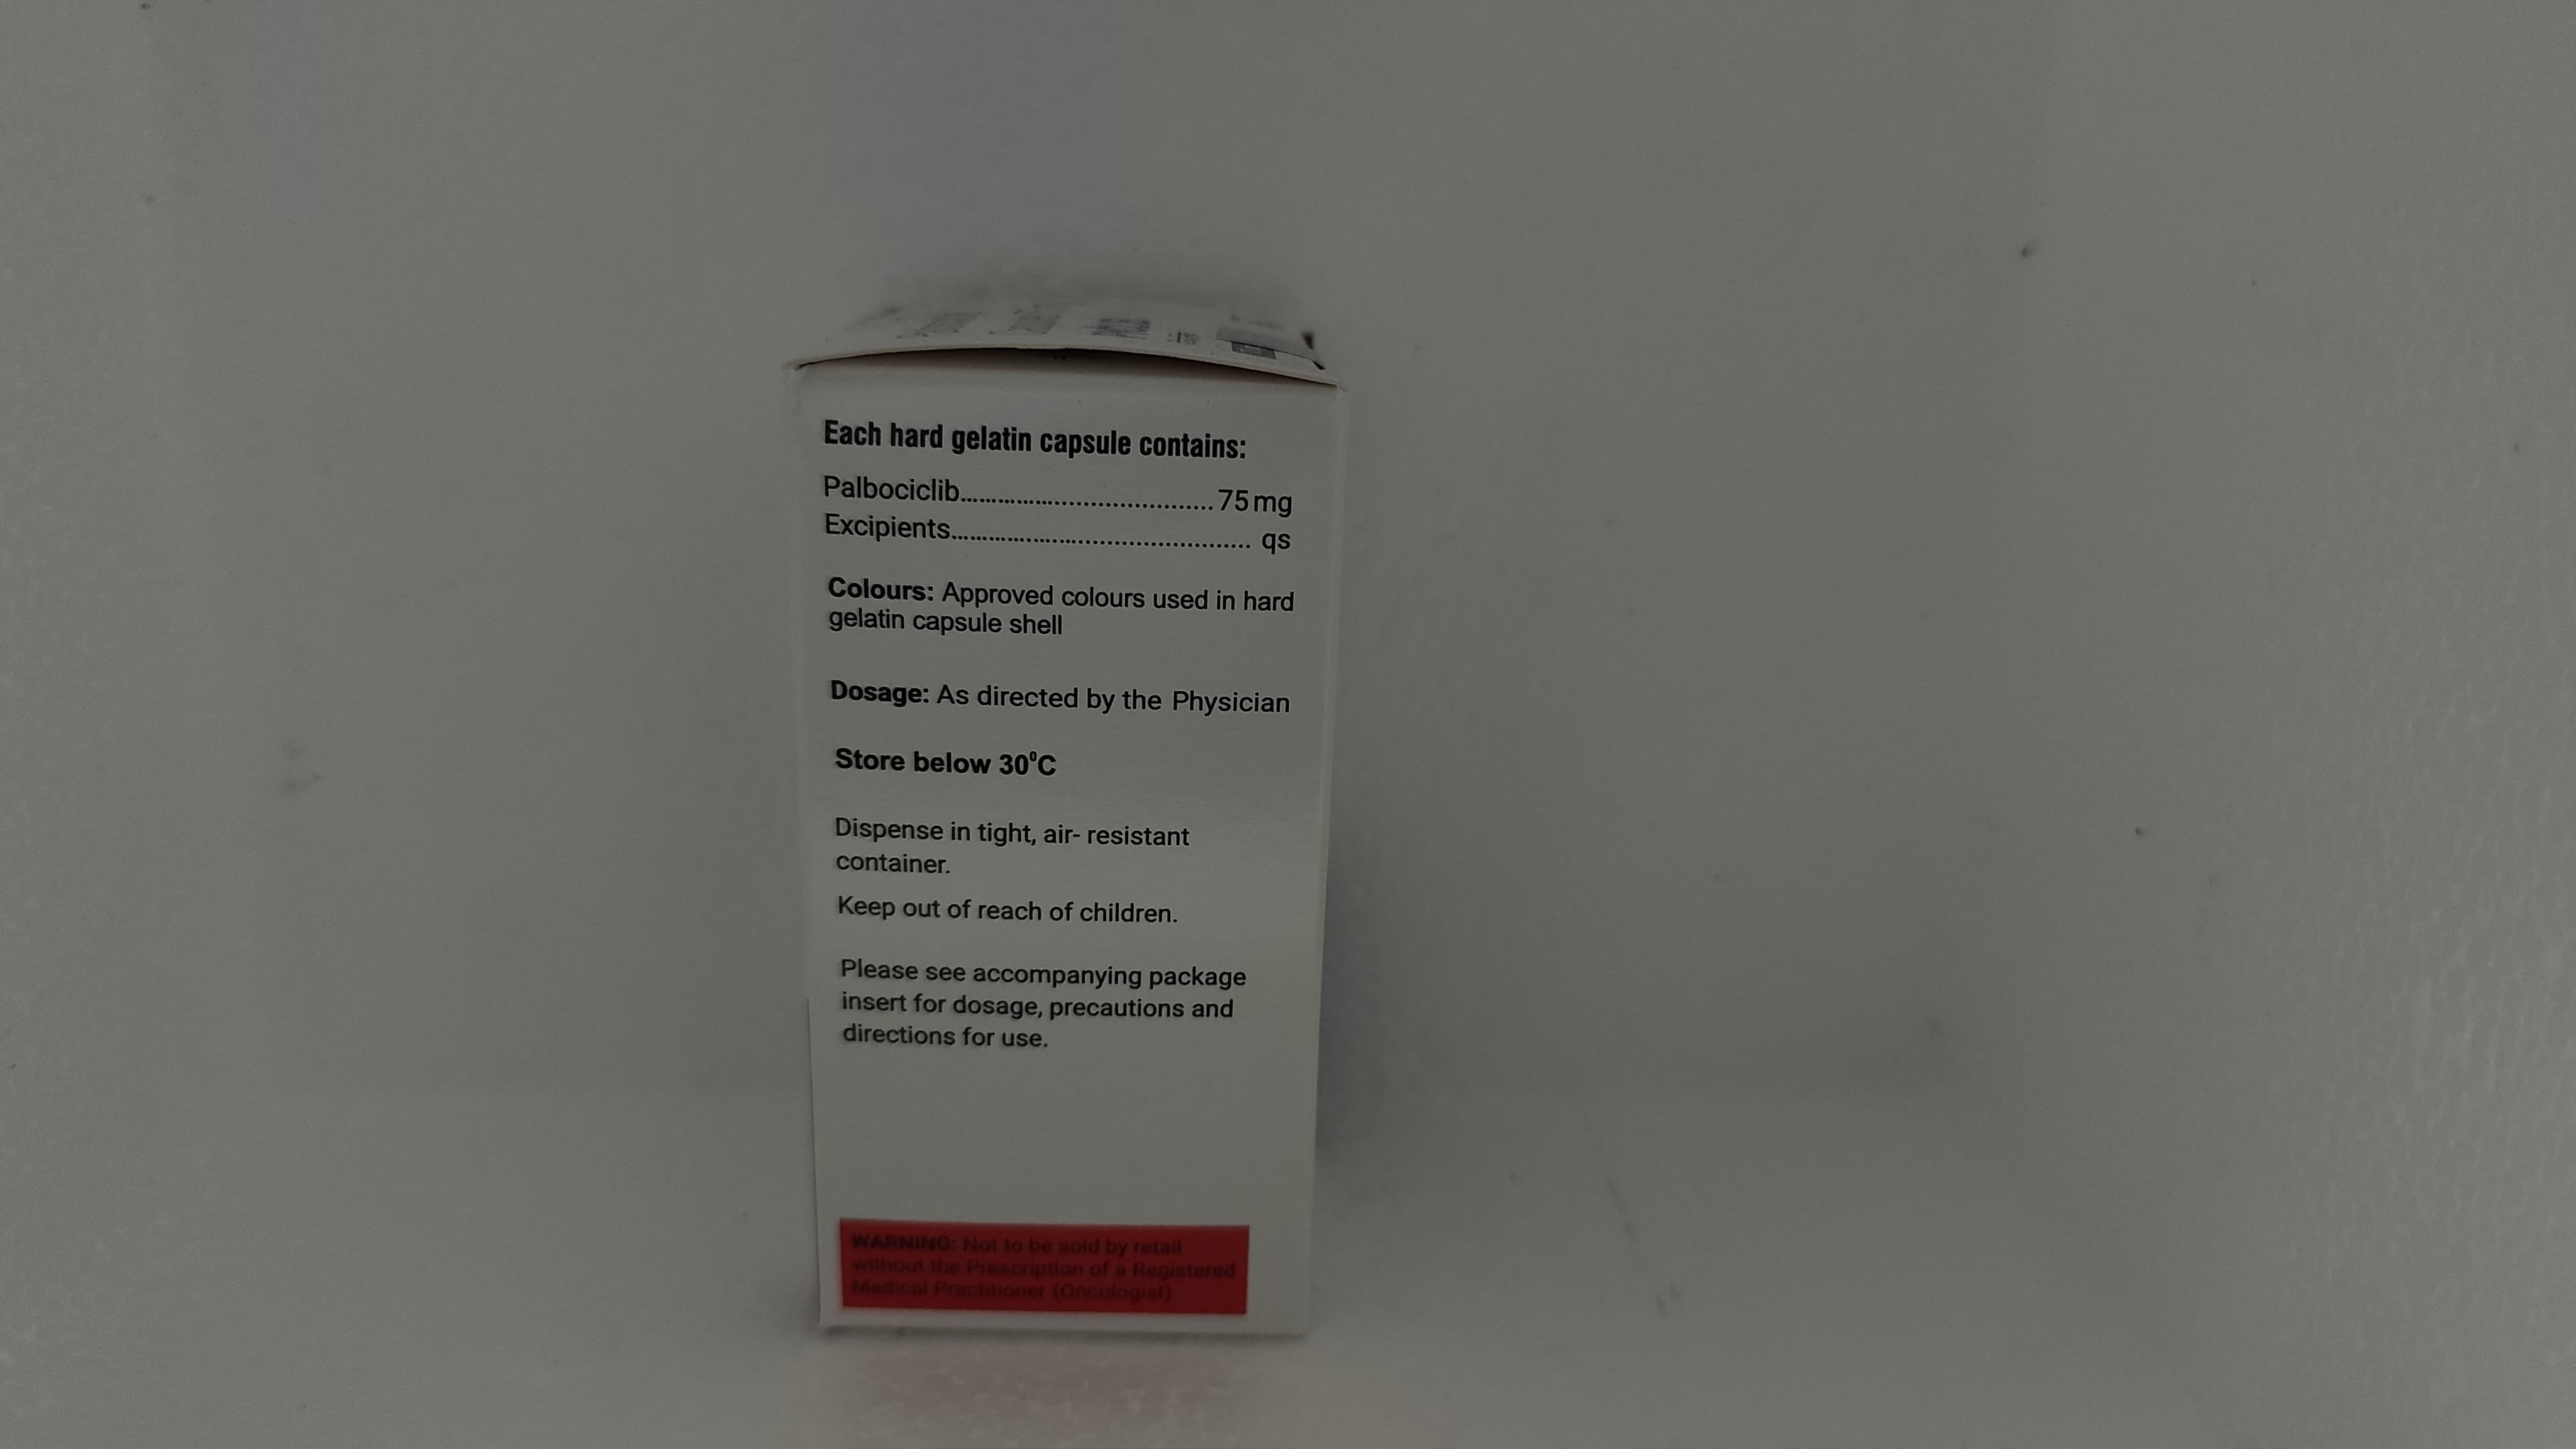 Each hard gelatin capsule contains:
Palbociclib........................................75 mg
Excipients............................................ qs
Colours: Approved colours used in hard
gelatin capsule shell
Dosage: As directed by the Physician
Store below 30⁰C
Dispense in tight, air- resistant
container.
Keep out of reach of children.
Please see accompanying package
insert for dosage, precautions and
directions for use.
WARNING: Not to be sold by retail
without the Prescription of a Registered
Medical Practitioner (Oncologist)